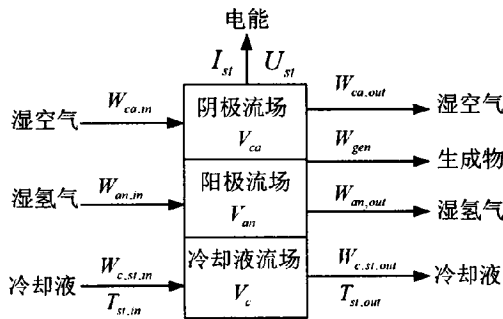 电能
I_st U_st
W_ca,in W_ca,out
湿空气 阴极流场 湿空气
V_ca W_gen
生成物
W_an,in 阳极流场 W_an,out
湿氢气 V_an 湿氢气
W_c,st,in 冷却液流场 W_c,st,out
冷却液 冷却液
T_st,in V_c T_st,out